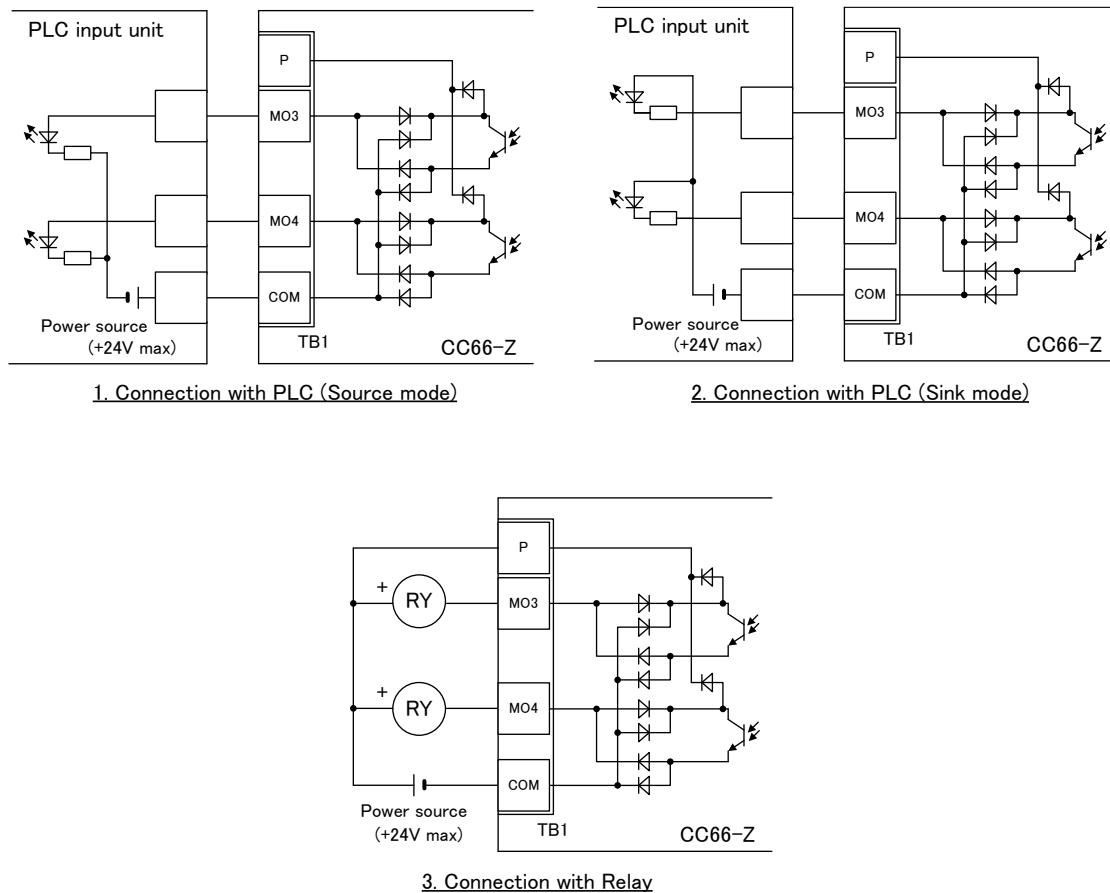 PLC input unit
P
MO3
MO4
COM
Power source
(+24V max)
TB1
CC66-Z
1. Connection with PLC (Source mode)
PLC input unit
P
MO3
MO4
COM
Power source
(+24V max)
TB1
CC66-Z
2. Connection with PLC (Sink mode)
P
+
RY
MO3
+
RY
MO4
COM
Power source
(+24V max)
TB1
CC66-Z
3. Connection with Relay